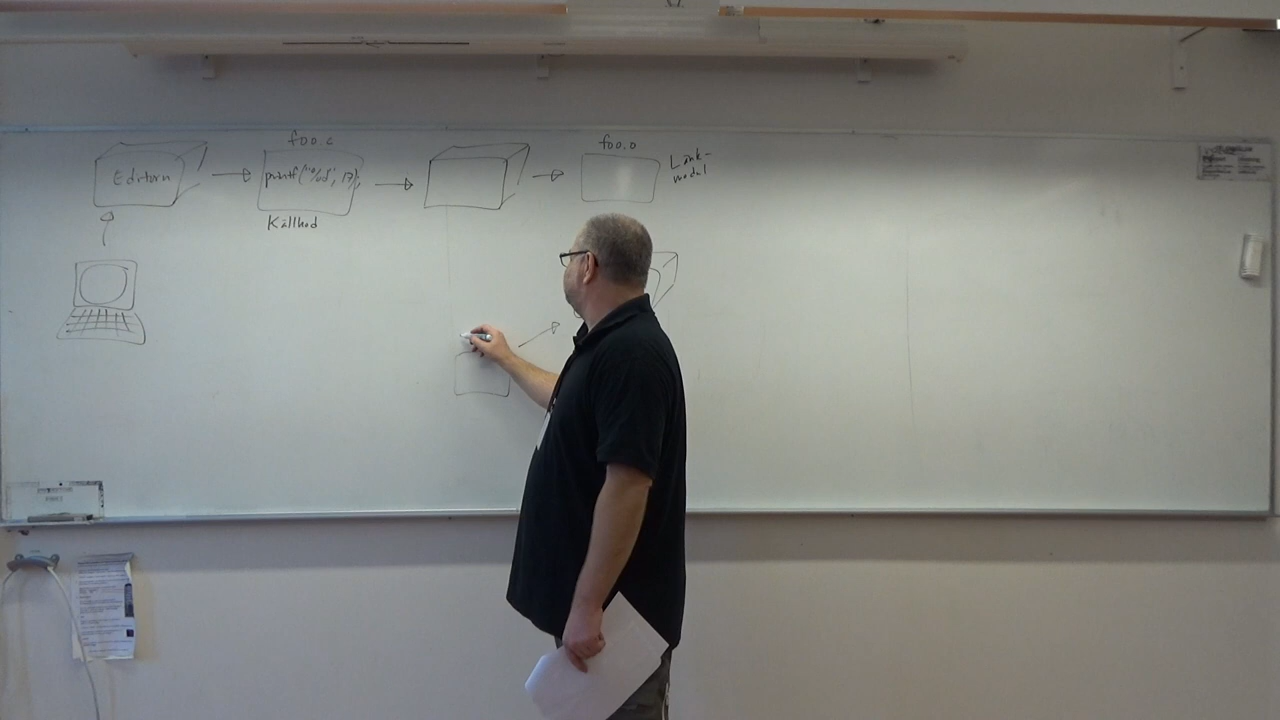 foo.c
foo.o
Editorn
printf("%d", 17);
Länk-
modul
Källkod